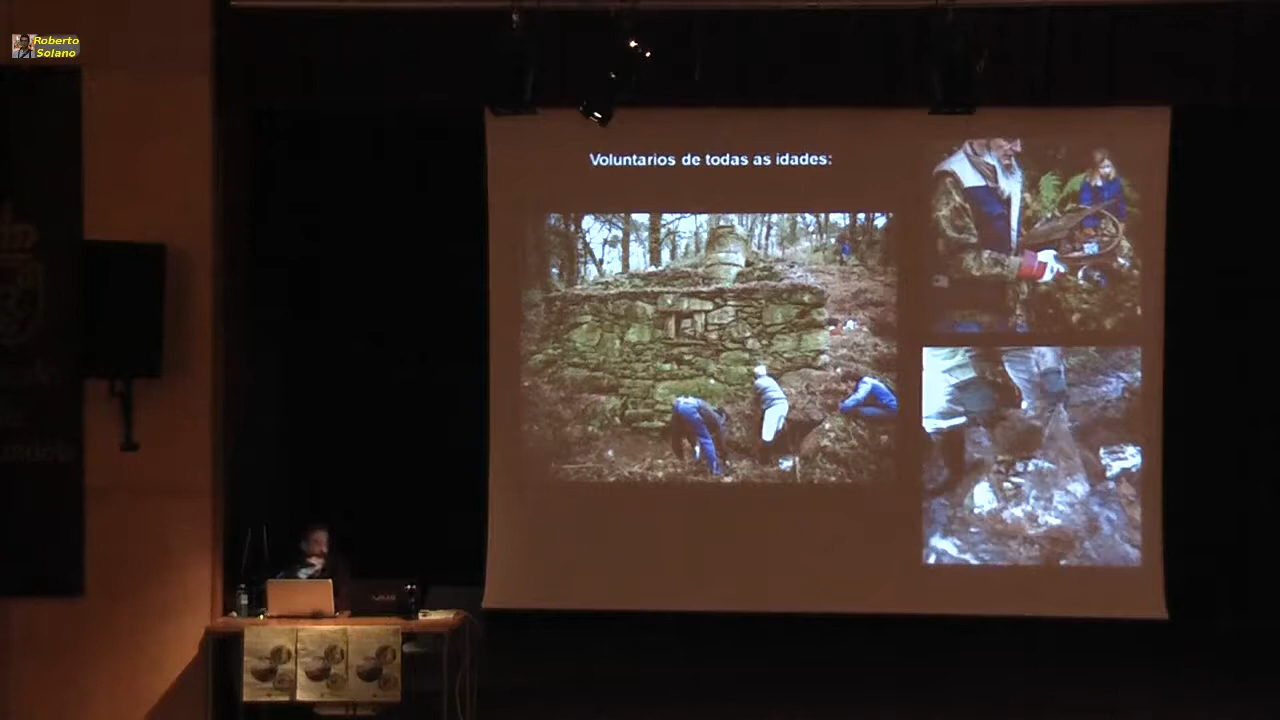 Roberto
Solano
Voluntarios de todas as idades: